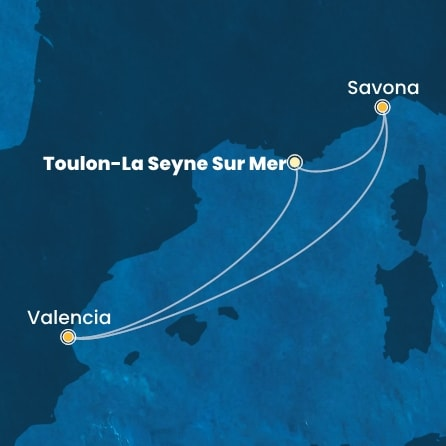 Savona
Toulon-La Seyne Sur Mer
Valencia